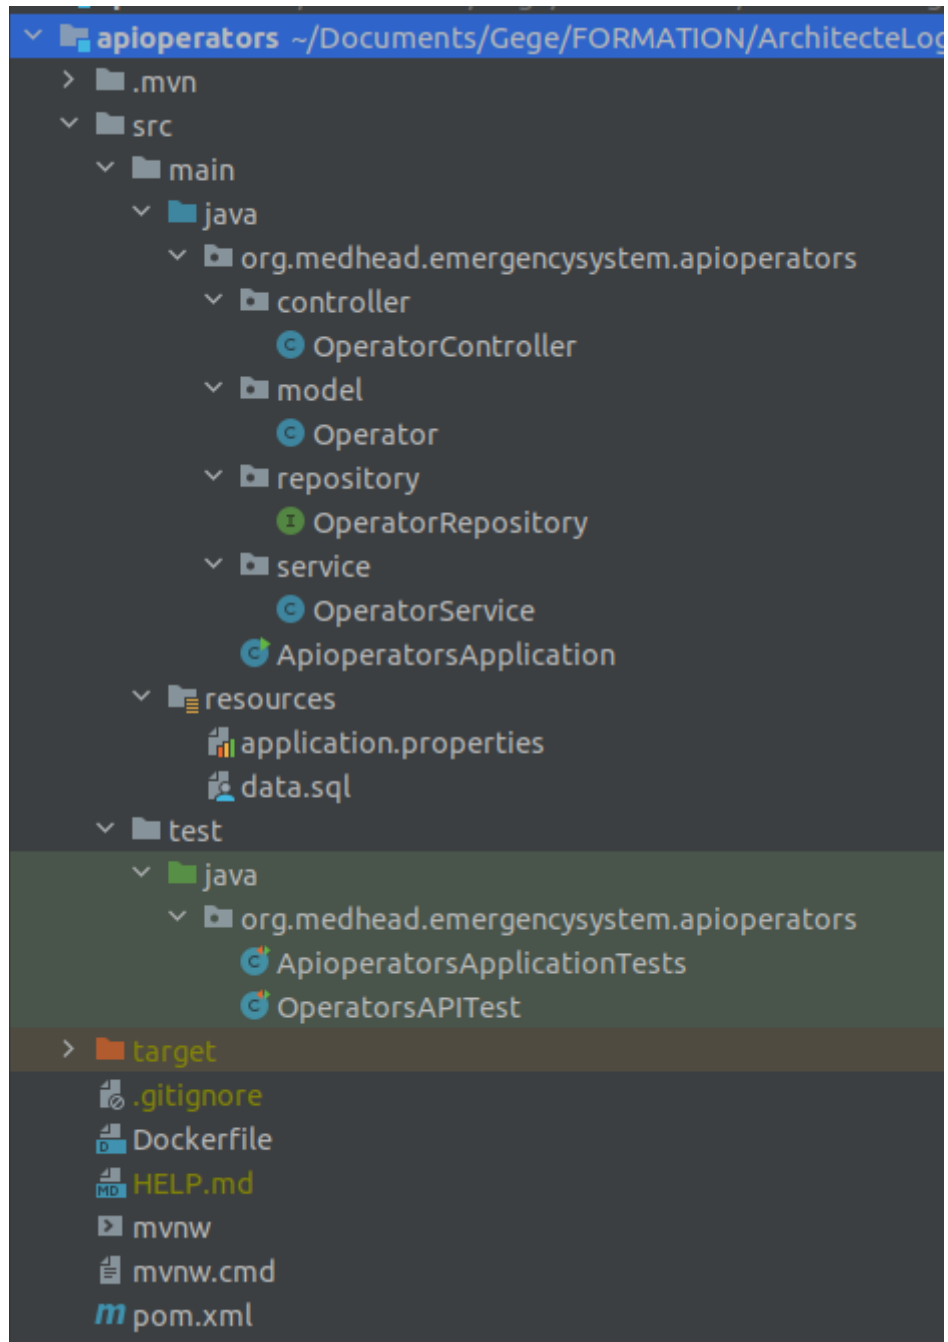 apioperators ~/Documents/Gege/FORMATION/ArchitecteLog
.mvn
src
main
java
org.medhead.emergencysystem.apioperators
controller
C OperatorController
model
C Operator
repository
I OperatorRepository
service
C OperatorService
C ApioperatorsApplication
resources
application.properties
data.sql
test
java
org.medhead.emergencysystem.apioperators
C ApioperatorsApplicationTests
C OperatorsAPITest
target
.gitignore
D Dockerfile
MD HELP.md
mvnw
mvnw.cmd
m pom.xml